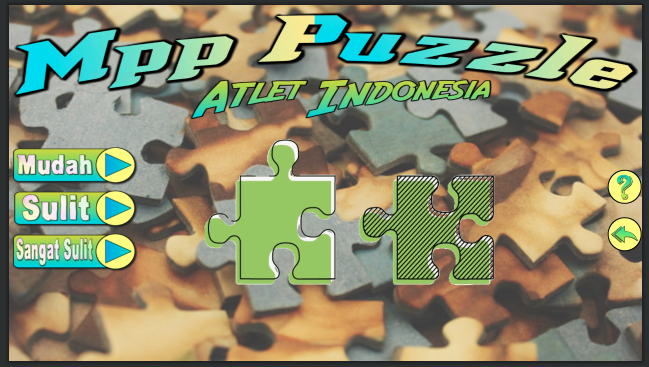 Mpp Puzzle
Atlet Indonesia
Mudah
Sulit
Sangat Sulit
?